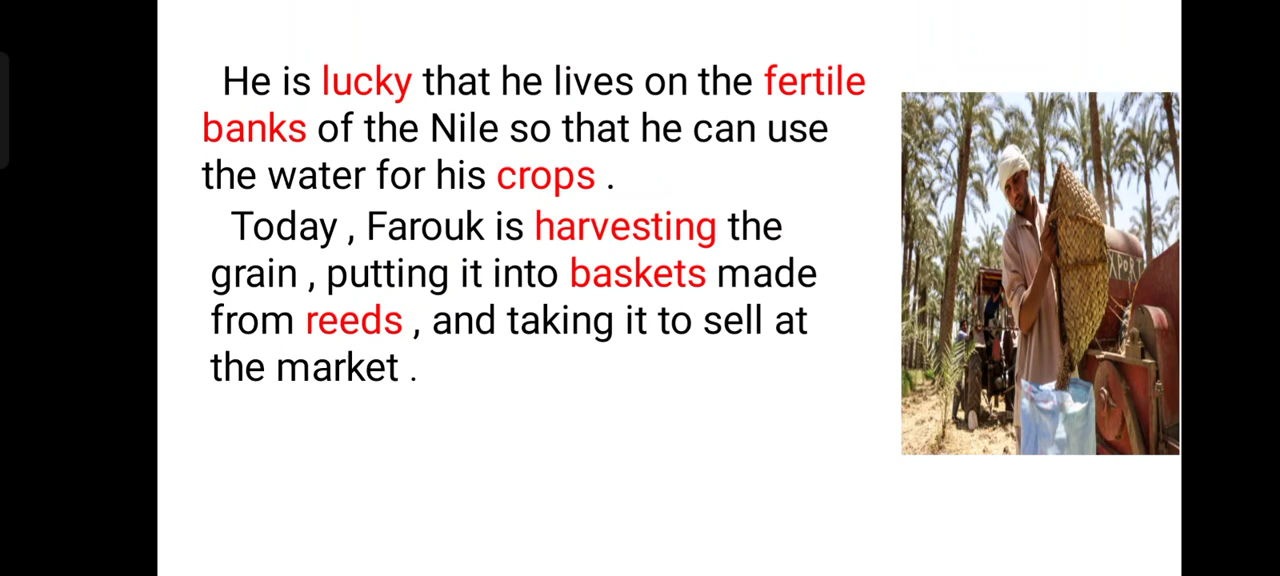 He is lucky that he lives on the fertile
banks of the Nile so that he can use
the water for his crops .
Today , Farouk is harvesting the
grain , putting it into baskets made
from reeds , and taking it to sell at
the market .